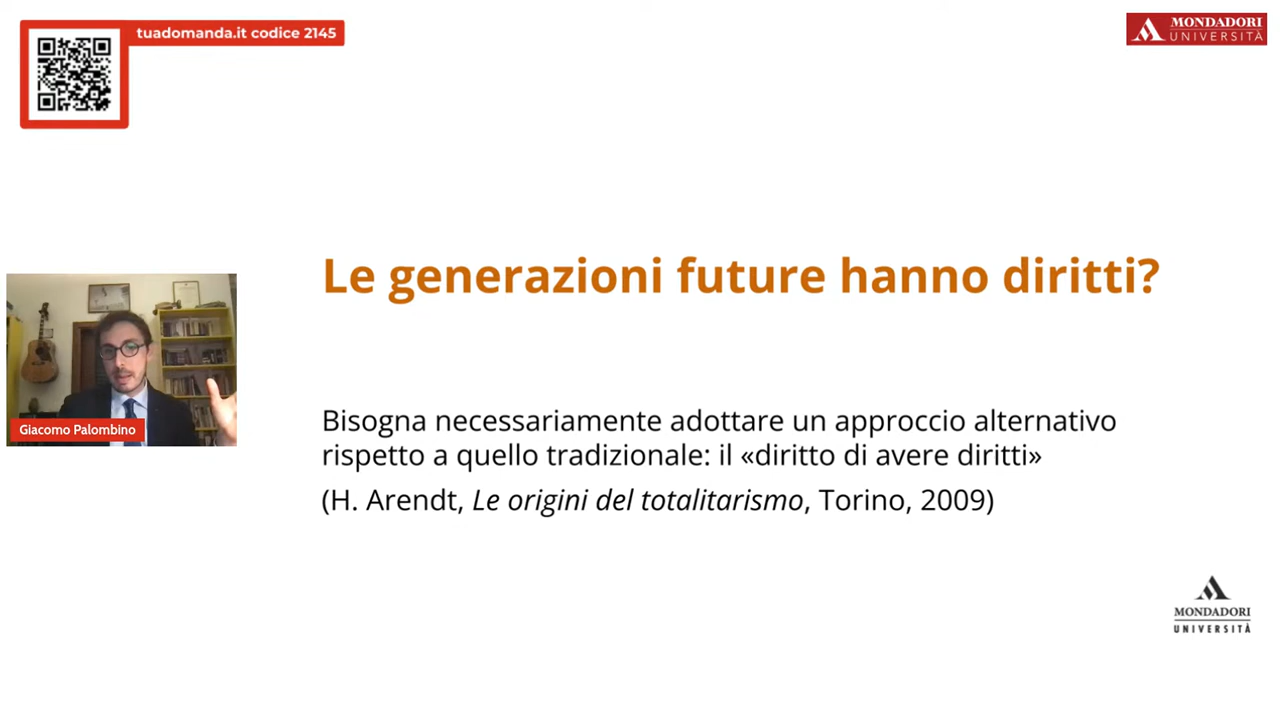 tuadomanda.it codice 2145
MONDADORI
UNIVERSITÀ
Le generazioni future hanno diritti?
Bisogna necessariamente adottare un approccio alternativo
rispetto a quello tradizionale: il «diritto di avere diritti»
(H. Arendt, Le origini del totalitarismo, Torino, 2009)
Giacomo Palombino
MONDADORI
UNIVERSITÀ